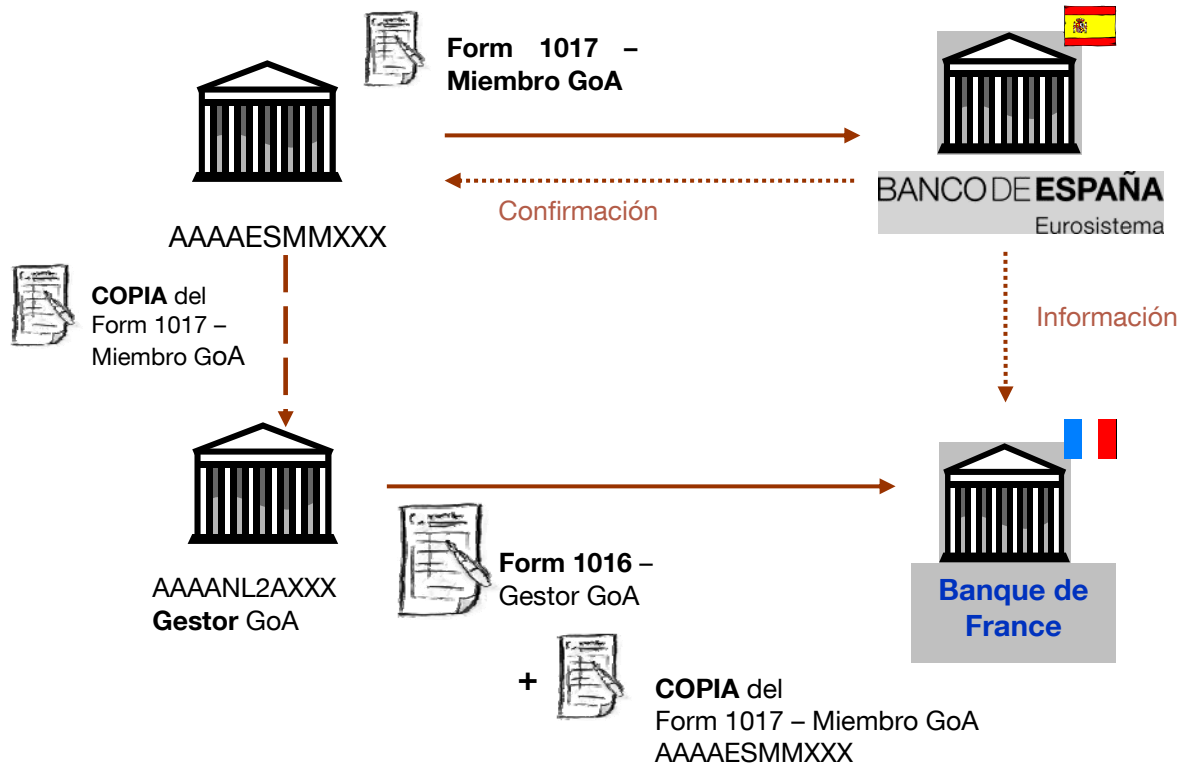 Form 1017 –
Miembro GoA
BANCO DE ESPAÑA
Eurosistema
Confirmación
AAAAESMMXXX
COPIA del
Form 1017 –
Miembro GoA
Información
AAAANL2AXXX
Gestor GoA
Form 1016 –
Gestor GoA
Banque de
France
+
COPIA del
Form 1017 – Miembro GoA
AAAAESMMXXX